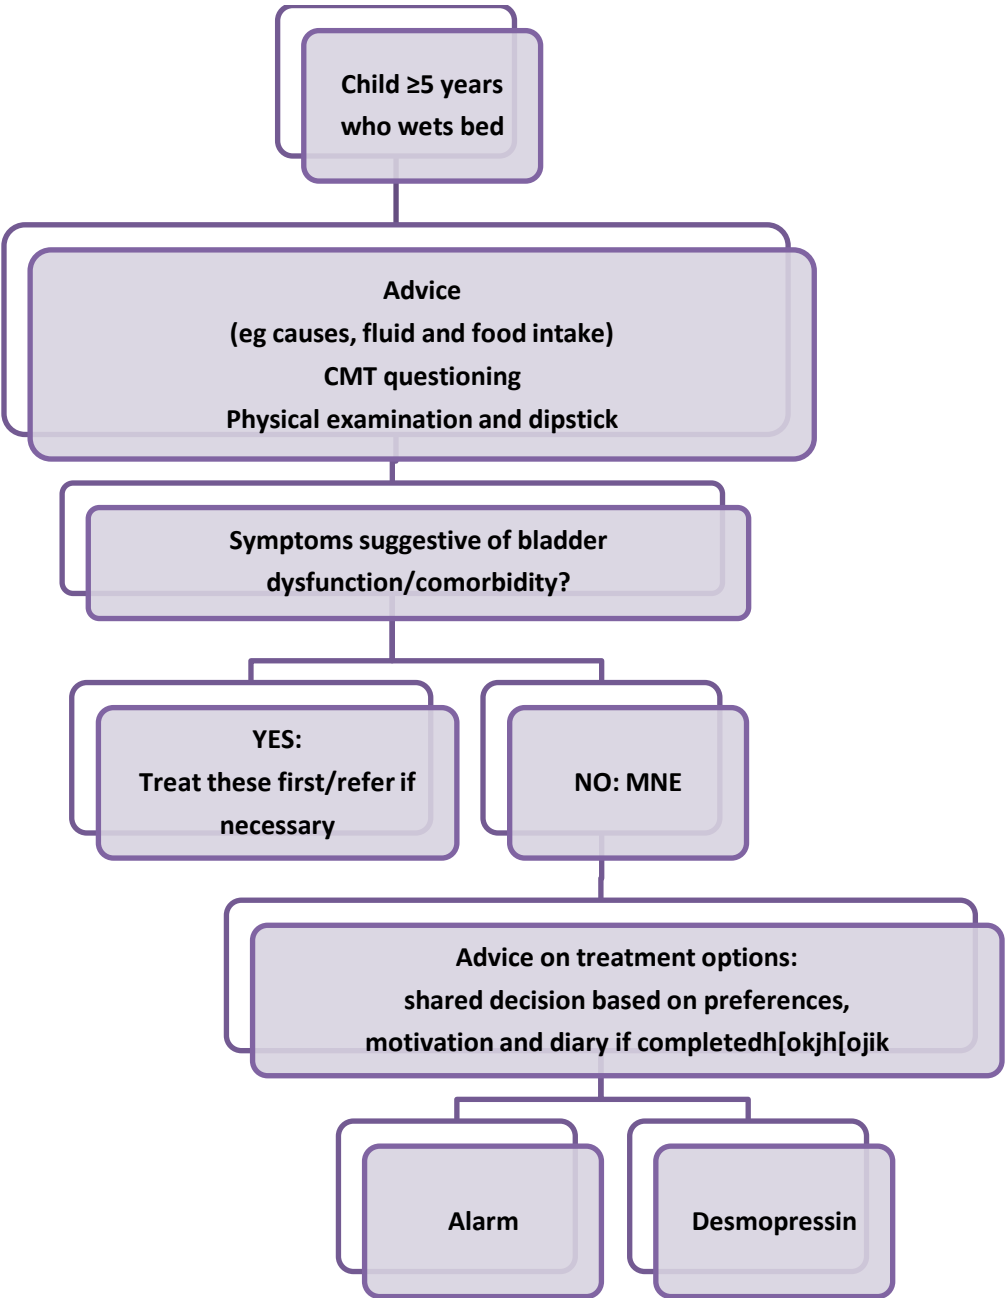 Child ≥5 years
who wets bed
Advice
(eg causes, fluid and food intake)
CMT questioning
Physical examination and dipstick
Symptoms suggestive of bladder
dysfunction/comorbidity?
YES:
Treat these first/refer if
necessary
NO: MNE
Advice on treatment options:
shared decision based on preferences,
motivation and diary if completedh[okjh[ojik
Alarm
Desmopressin